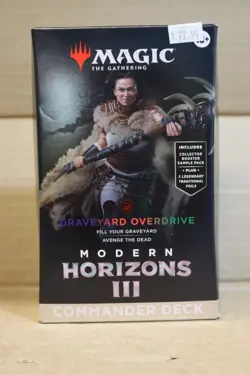 MAGIC
THE GATHERING
INCLUDES
COLLECTOR
BOOSTER
SAMPLE PACK
• PLUS •
2 LEGENDARY
TRADITIONAL
FOILS
GRAVEYARD OVERDRIVE
FILL YOUR GRAVEYARD
AVENGE THE DEAD
MODERN
HORIZONS
III
COMMANDER DECK